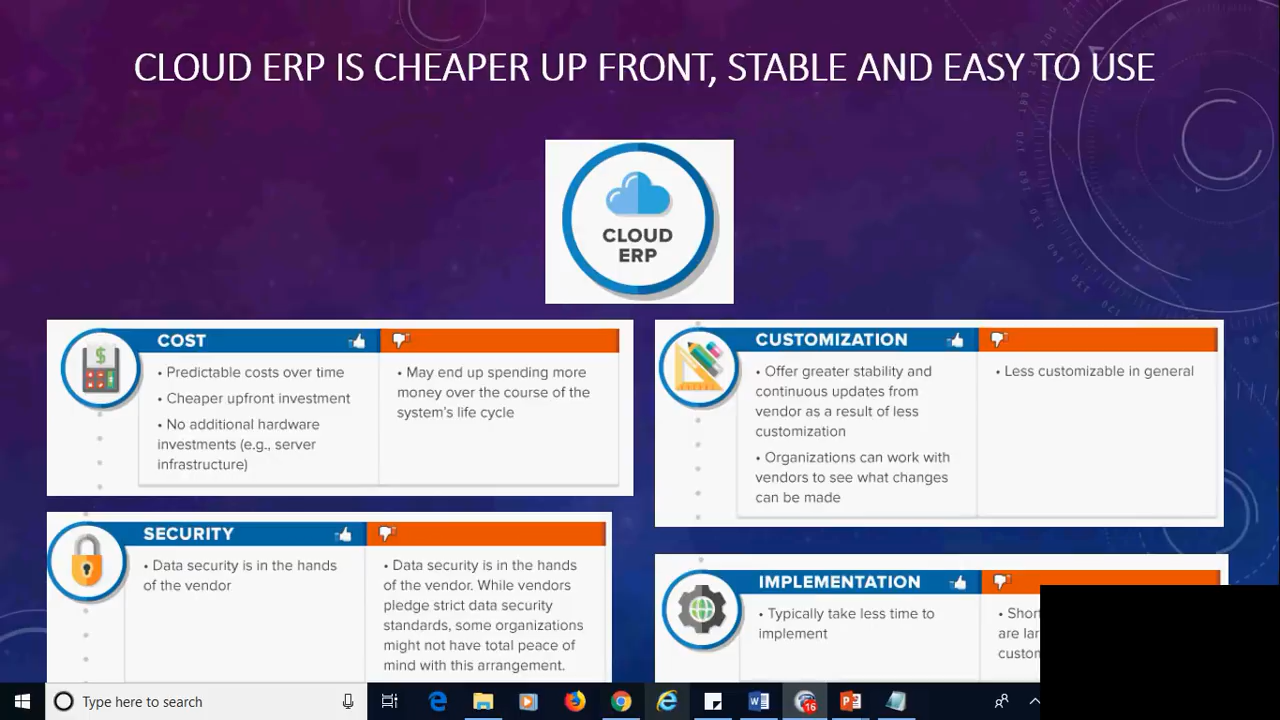 CLOUD ERP IS CHEAPER UP FRONT, STABLE AND EASY TO USE
CLOUD
ERP
COST
• Predictable costs over time
• Cheaper upfront investment
• No additional hardware
investments (e.g., server
infrastructure)
• May end up spending more
money over the course of the
system's life cycle
CUSTOMIZATION
• Offer greater stability and
continuous updates from
vendor as a result of less
customization
• Organizations can work with
vendors to see what changes
can be made
• Less customizable in general
SECURITY
• Data security is in the hands
of the vendor
• Data security is in the hands
of the vendor. While vendors
pledge strict data security
standards, some organizations
might not have total peace of
mind with this arrangement.
IMPLEMENTATION
• Typically take less time to
implement
• Short
are lar
custom
Type here to search
16